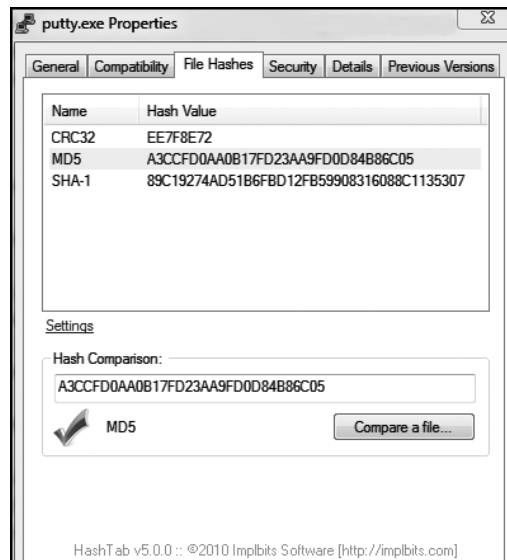 putty.exe Properties
General Compatibility File Hashes Security Details Previous Versions
Name Hash Value
CRC32 EE7F8E72
MD5 A3CCFD0AA0B17FD23AA9FD0D84B86C05
SHA-1 89C19274AD51B6FBD12FB59908316088C1135307
Settings
Hash Comparison:
A3CCFD0AA0B17FD23AA9FD0D84B86C05
MD5 Compare a file...
HashTab v5.0.0 :: ©2010 Implbits Software [http://implbits.com]